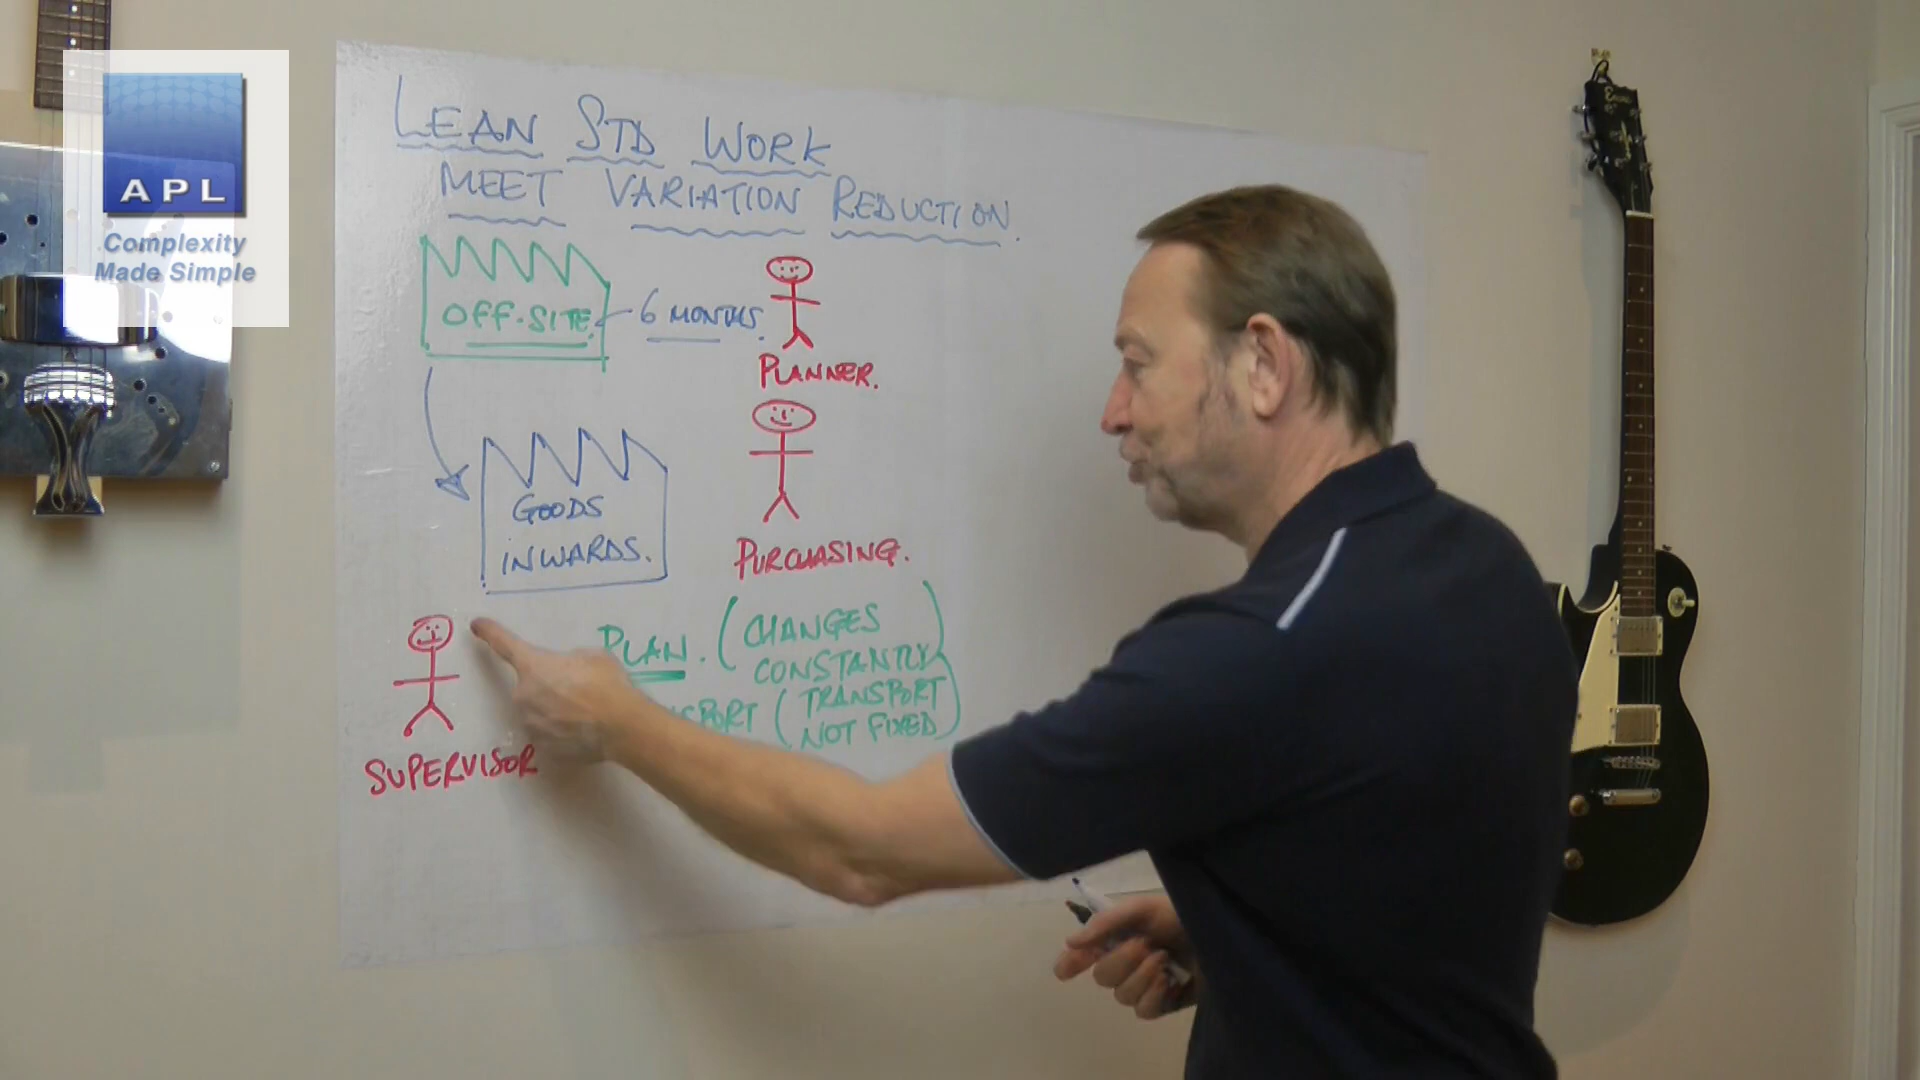 APL
Complexity
Made Simple
LEAN STD WORK
MEET VARIATION REDUCTION.
OFF-SITE. 6 MONTHS.
PLANNER.
GOODS
INWARDS.
PURCHASING.
PLAN. (CHANGES
CONSTANTLY)
(TRANSPORT
NOT FIXED)
SUPERVISOR